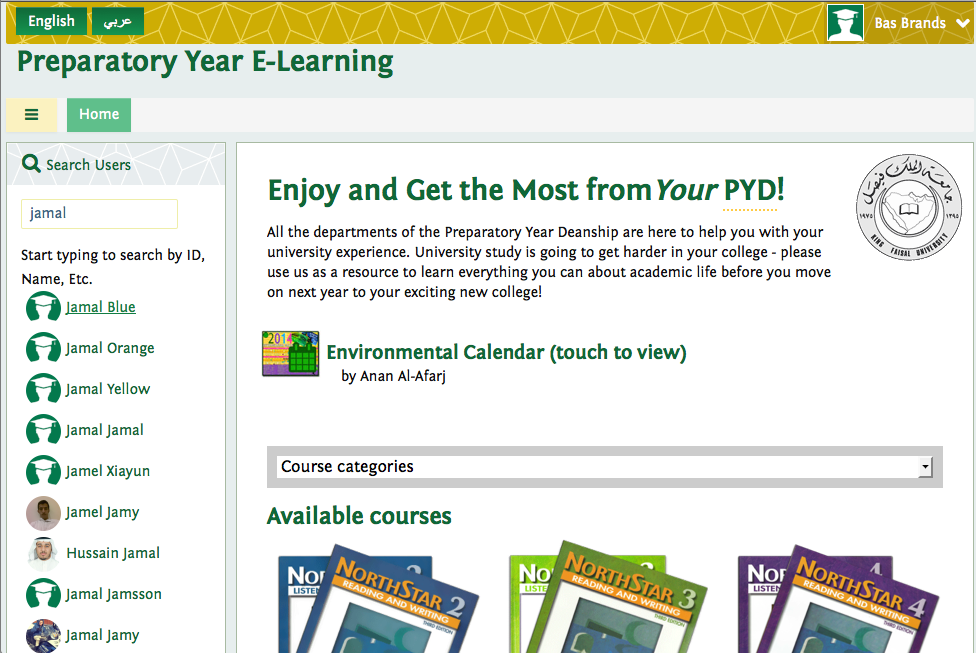 English
عربي
Bas Brands
Preparatory Year E-Learning
Home
Search Users
jamal
Start typing to search by ID,
Name, Etc.
Jamal Blue
Jamal Orange
Jamal Yellow
Jamal Jamal
Jamel Xiayun
Jamel Jamy
Hussain Jamal
Jamal Jamsson
Jamal Jamy
Enjoy and Get the Most from Your PYD!
جامعة الملك فيصل
١٩٧٥
١٣٩٥
KING FAISAL UNIVERSITY
All the departments of the Preparatory Year Deanship are here to help you with your
university experience. University study is going to get harder in your college - please
use us as a resource to learn everything you can about academic life before you move
on next year to your exciting new college!
2014
Environmental Calendar (touch to view)
by Anan Al-Afarj
Course categories
Available courses
NORTHSTAR 2
READING AND WRITING
THIRD EDITION
NORTHSTAR 3
READING AND WRITING
THIRD EDITION
NORTHSTAR 4
READING AND WRITING
THIRD EDITION